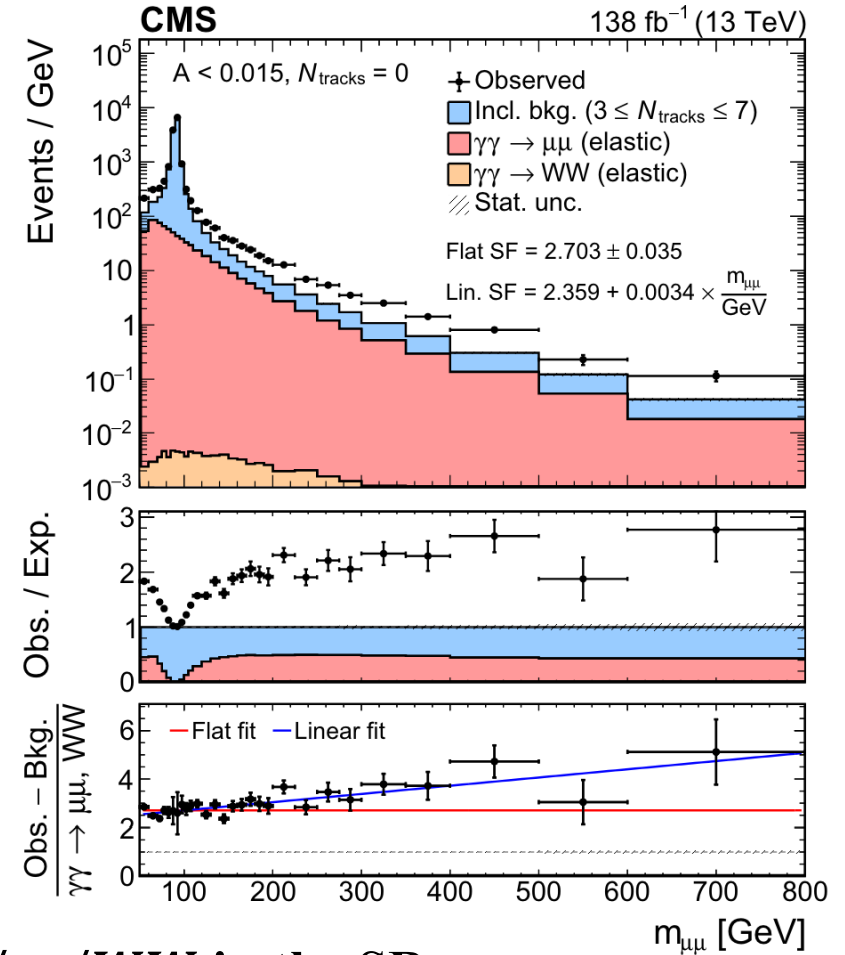 CMS 138 fb⁻¹ (13 TeV)
A < 0.015, N_tracks = 0
Observed
Incl. bkg. (3 ≤ N_tracks ≤ 7)
γγ → μμ (elastic)
γγ → WW (elastic)
Stat. unc.
Flat SF = 2.703 ± 0.035
Lin. SF = 2.359 + 0.0034 × m_μμ / GeV
Events / GeV
10⁵
10⁴
10³
10²
10
1
10⁻¹
10⁻²
10⁻³
Obs. / Exp.
3
2
1
0
Obs. − Bkg.
γγ → μμ, WW
Flat fit Linear fit
6
4
2
0
100 200 300 400 500 600 700 800
m_μμ [GeV]